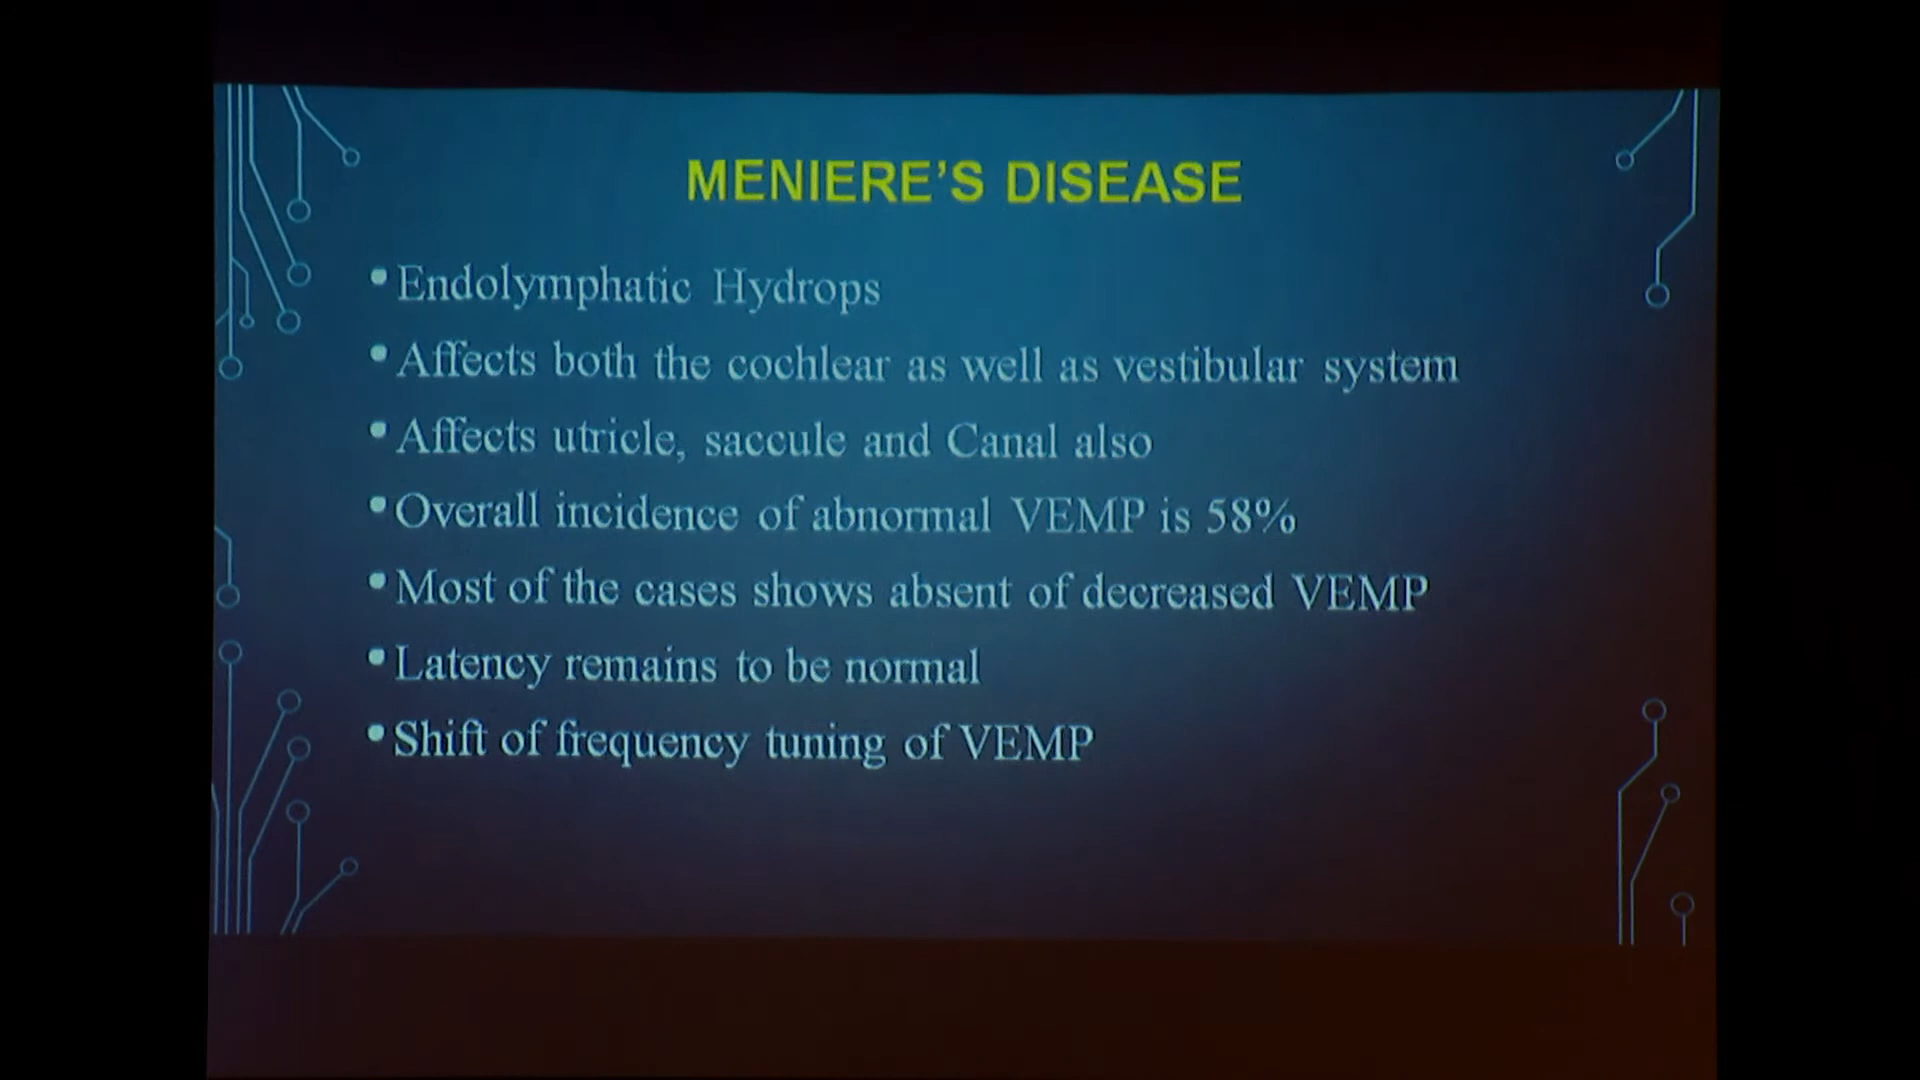 MENIERE'S DISEASE
• Endolymphatic Hydrops
• Affects both the cochlear as well as vestibular system
• Affects utricle, saccule and Canal also
• Overall incidence of abnormal VEMP is 58%
• Most of the cases shows absent of decreased VEMP
• Latency remains to be normal
• Shift of frequency tuning of VEMP